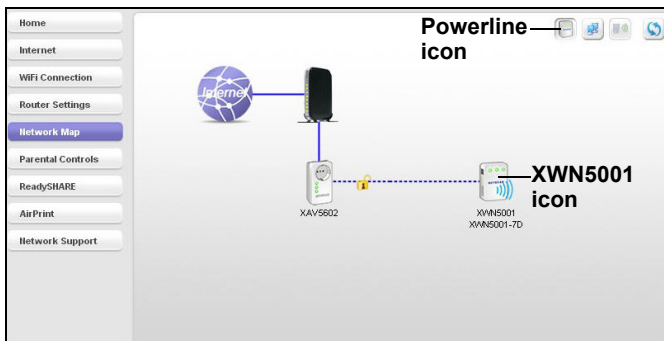 Home
Internet
WiFi Connection
Router Settings
Network Map
Parental Controls
ReadySHARE
AirPrint
Network Support
Powerline
icon
Internet
XAV5602
XWN5001
icon
XWN5001
XWN5001-7D